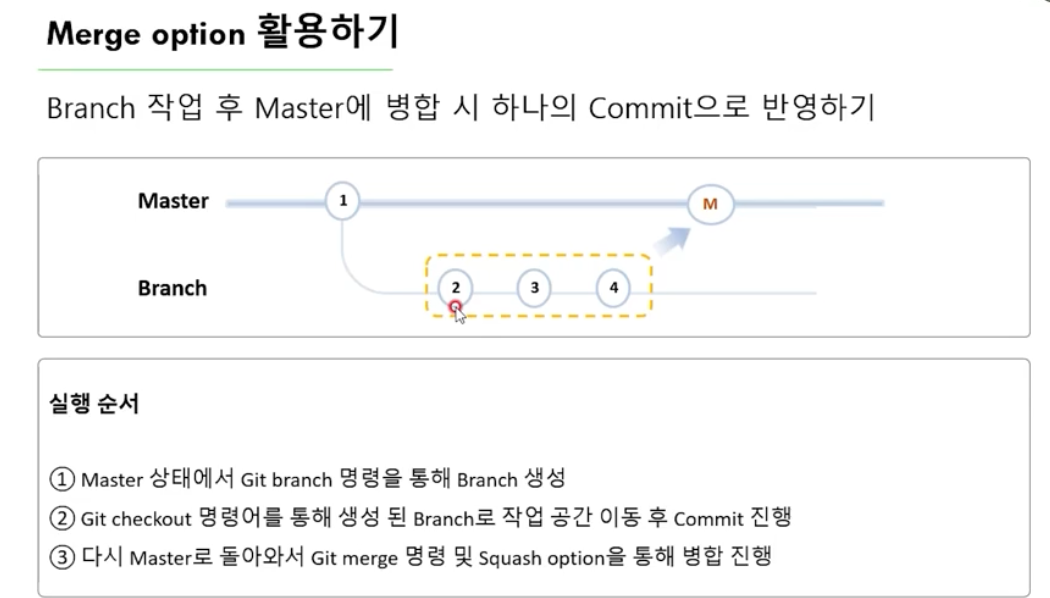 Merge option 활용하기
Branch 작업 후 Master에 병합 시 하나의 Commit으로 반영하기
Master
1
M
Branch
2
3
4
실행 순서
① Master 상태에서 Git branch 명령을 통해 Branch 생성
② Git checkout 명령어를 통해 생성 된 Branch로 작업 공간 이동 후 Commit 진행
③ 다시 Master로 돌아와서 Git merge 명령 및 Squash option을 통해 병합 진행